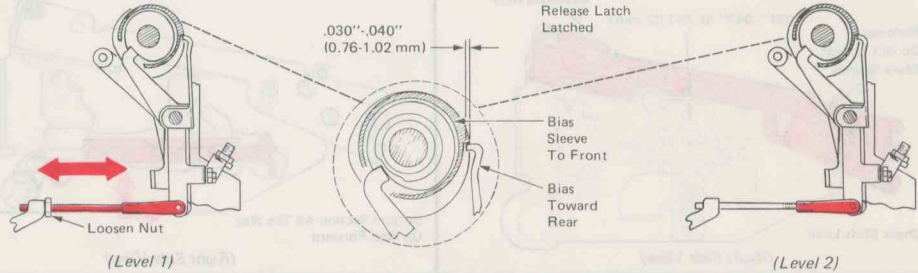 Release Latch
Latched
.030''-.040''
(0.76-1.02 mm)
Bias
Sleeve
To Front
Bias
Toward
Rear
Loosen Nut
(Level 1)
(Level 2)